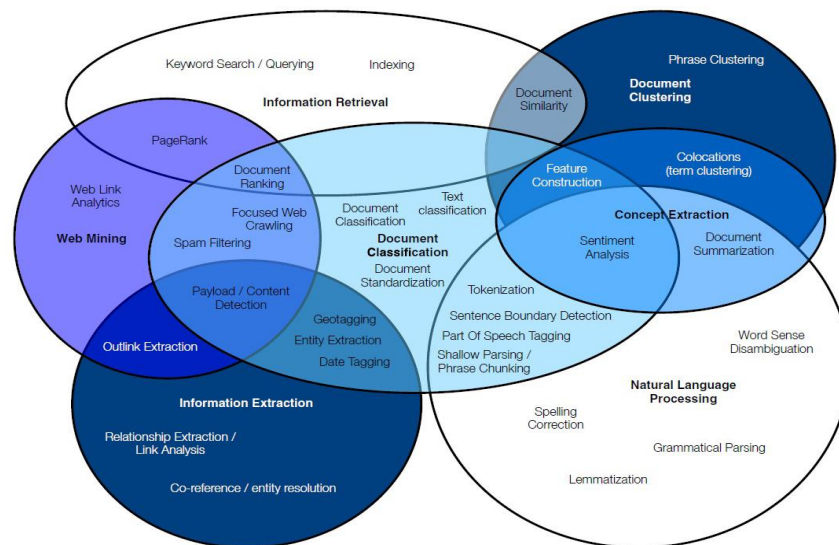 Keyword Search / Querying
Indexing
Information Retrieval
Phrase Clustering
Document
Clustering
Document
Similarity
PageRank
Document
Ranking
Feature
Construction
Colocations
(term clustering)
Web Link
Analytics
Text
classification
Document
Classification
Focused Web
Crawling
Concept Extraction
Web Mining
Spam Filtering
Document
Classification
Sentiment
Analysis
Document
Summarization
Document
Standardization
Payload / Content
Detection
Tokenization
Geotagging
Sentence Boundary Detection
Entity Extraction
Part Of Speech Tagging
Word Sense
Disambiguation
Outlink Extraction
Date Tagging
Shallow Parsing /
Phrase Chunking
Natural Language
Processing
Information Extraction
Spelling
Correction
Relationship Extraction /
Link Analysis
Grammatical Parsing
Co-reference / entity resolution
Lemmatization